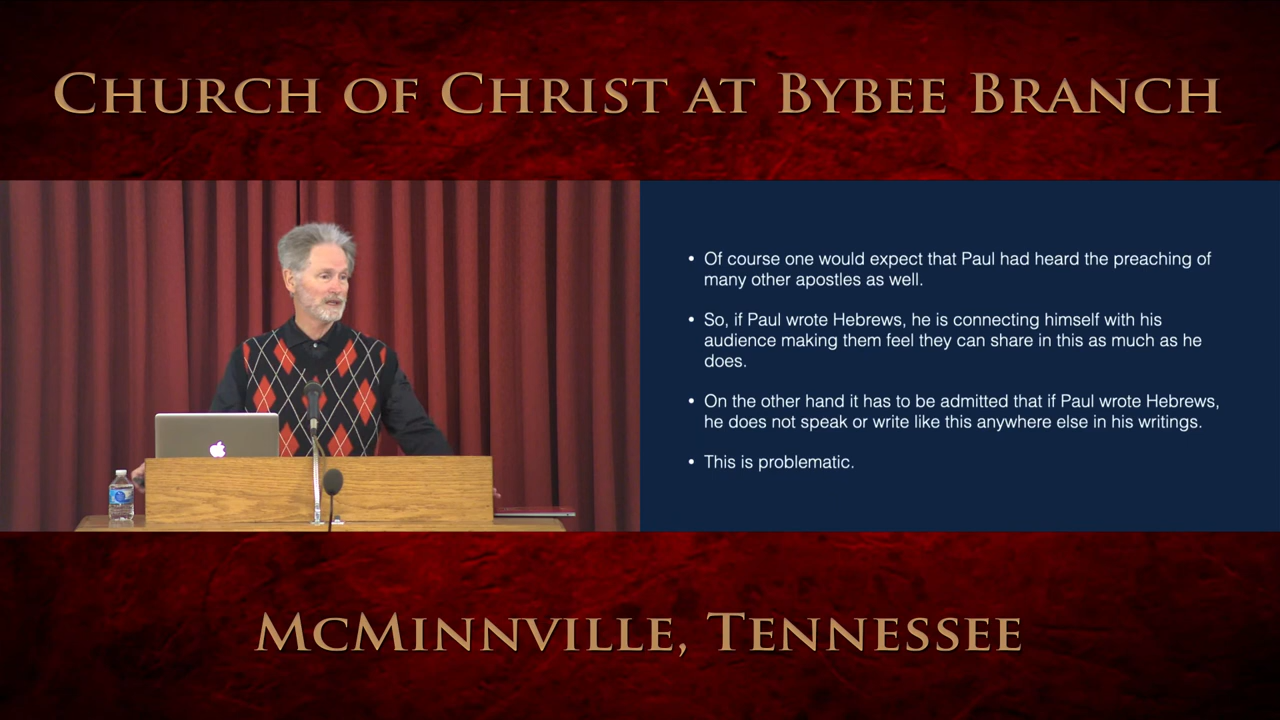 Church of Christ at Bybee Branch
• Of course one would expect that Paul had heard the preaching of
many other apostles as well.
• So, if Paul wrote Hebrews, he is connecting himself with his
audience making them feel they can share in this as much as he
does.
• On the other hand it has to be admitted that if Paul wrote Hebrews,
he does not speak or write like this anywhere else in his writings.
• This is problematic.
McMinnville, Tennessee